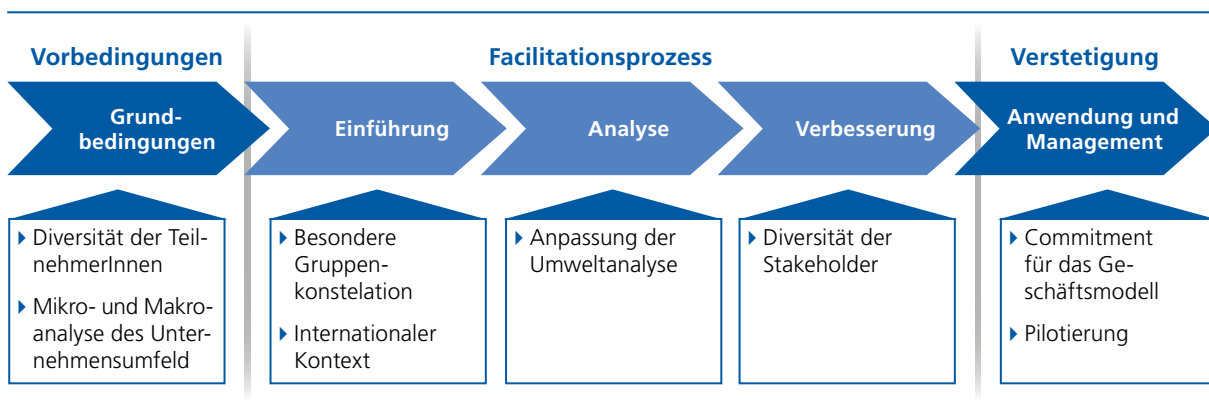 Vorbedingungen
Facilitationsprozess
Verstetigung
Grund-
bedingungen
Einführung
Analyse
Verbesserung
Anwendung und
Management
Diversität der Teil-
nehmerInnen
Mikro- und Makro-
analyse des Unter-
nehmensumfeld
Besondere
Gruppen-
konstelation
Internationaler
Kontext
Anpassung der
Umweltanalyse
Diversität der
Stakeholder
Commitment
für das Ge-
schäftsmodell
Pilotierung